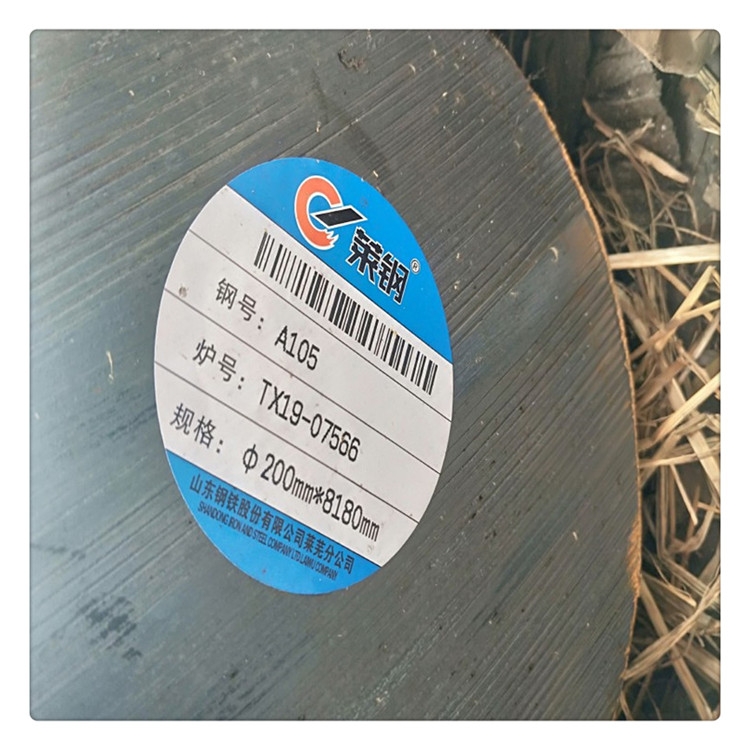 莱钢®
钢号: A105
炉号: TX19-07566
规格: φ200mm*8180mm
山东钢铁股份有限公司莱芜分公司
SHANDONG IRON AND STEEL COMPANY LTD LAIWU COMPANY